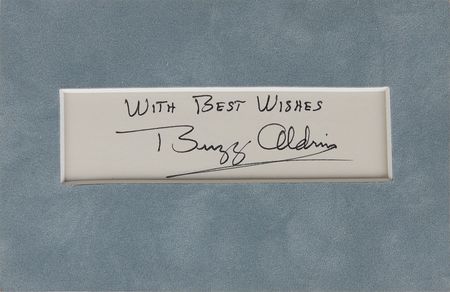 With Best Wishes
Buzz Aldrin